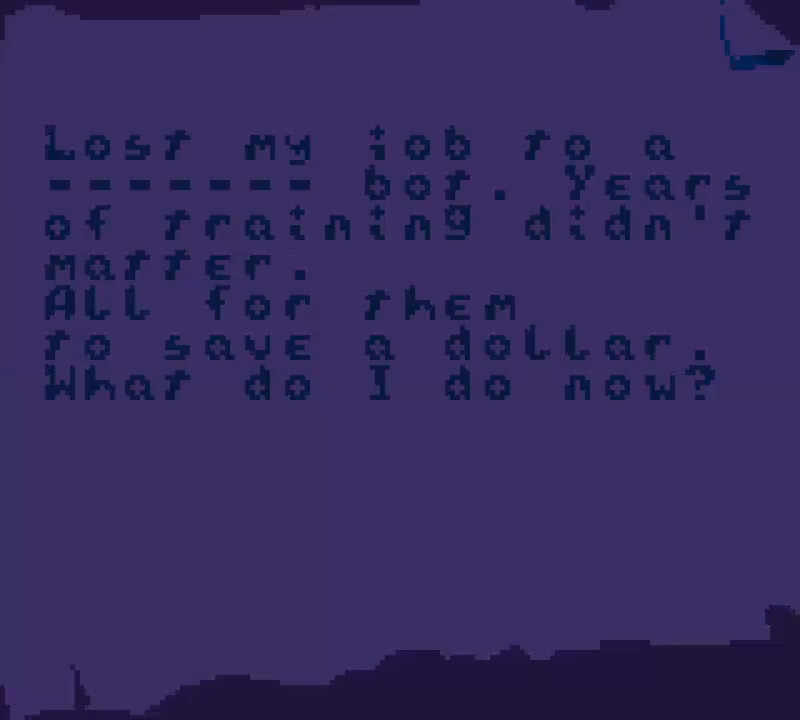 Lost my job to a
------- bot. Years
of training didn't
matter.
All for them
to save a dollar.
What do I do now?